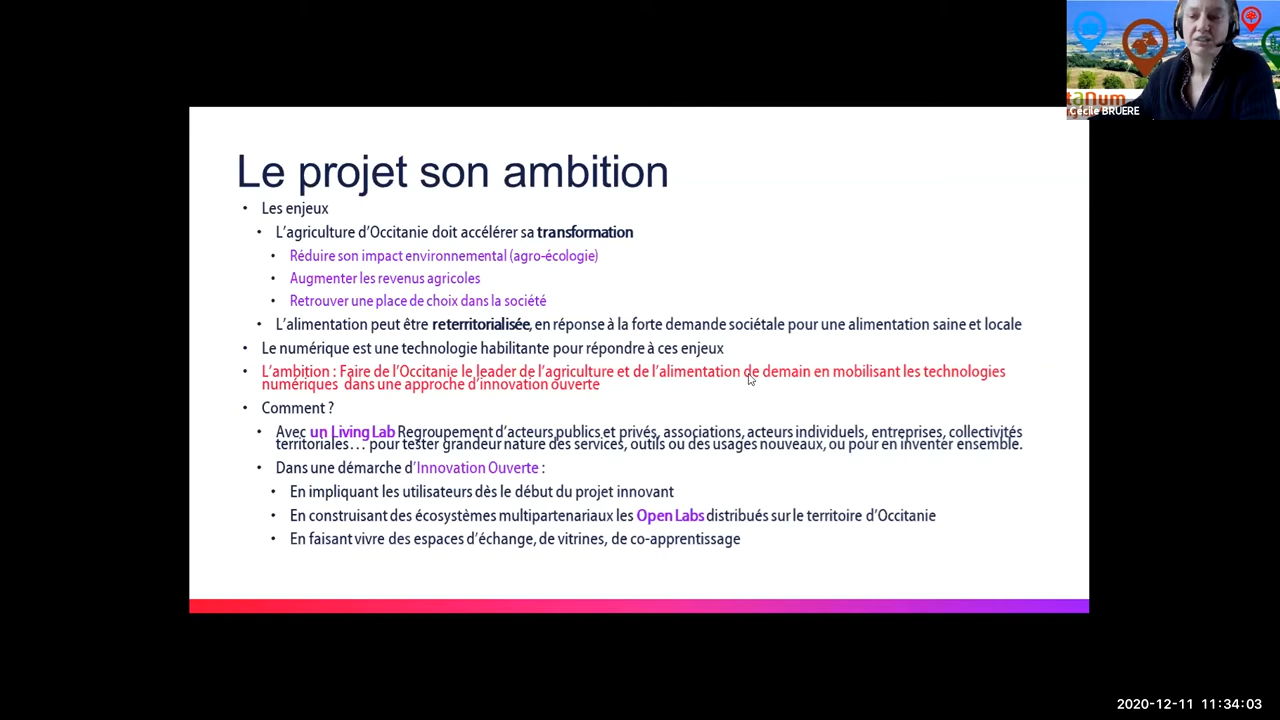 tanum
Cécile BRUERE
Le projet son ambition
• Les enjeux
• L'agriculture d'Occitanie doit accélérer sa transformation
• Réduire son impact environnemental (agro-écologie)
• Augmenter les revenus agricoles
• Retrouver une place de choix dans la société
• L'alimentation peut être reterritorialisée, en réponse à la forte demande sociétale pour une alimentation saine et locale
• Le numérique est une technologie habilitante pour répondre à ces enjeux
• L'ambition : Faire de l'Occitanie le leader de l'agriculture et de l'alimentation de demain en mobilisant les technologies
numériques dans une approche d'innovation ouverte
• Comment ?
• Avec un Living Lab Regroupement d'acteurs publics et privés, associations, acteurs individuels, entreprises, collectivités
territoriales… pour tester grandeur nature des services, outils ou des usages nouveaux, ou pour en inventer ensemble.
• Dans une démarche d'Innovation Ouverte :
• En impliquant les utilisateurs dès le début du projet innovant
• En construisant des écosystèmes multipartenariaux les Open Labs distribués sur le territoire d'Occitanie
• En faisant vivre des espaces d'échange, de vitrines, de co-apprentissage
2020-12-11 11:34:03